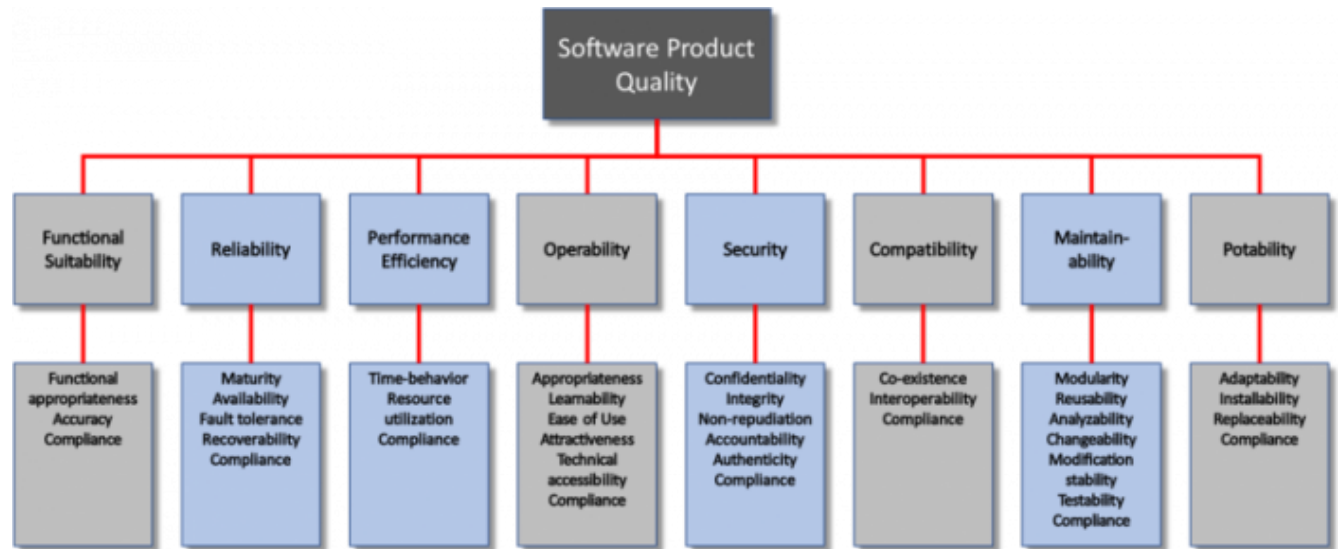 Software Product
Quality
Functional
Suitability
Reliability
Performance
Efficiency
Operability
Security
Compatibility
Maintain-
ability
Potability
Functional
appropriateness
Accuracy
Compliance
Maturity
Availability
Fault tolerance
Recoverability
Compliance
Time-behavior
Resource
utilization
Compliance
Appropriateness
Learnability
Ease of Use
Attractiveness
Technical
accessibility
Compliance
Confidentiality
Integrity
Non-repudiation
Accountability
Authenticity
Compliance
Co-existence
Interoperability
Compliance
Modularity
Reusability
Analyzability
Changeability
Modification
stability
Testability
Compliance
Adaptability
Installability
Replaceability
Compliance